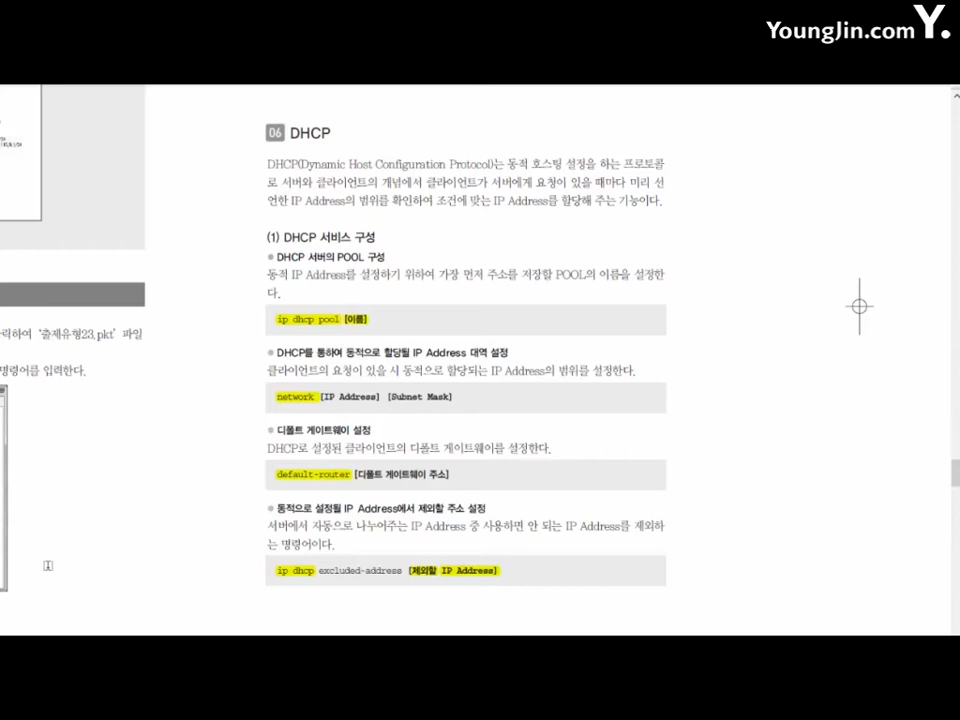 YoungJin.com Y.
06 DHCP
DHCP(Dynamic Host Configuration Protocol)는 동적 호스팅 설정을 하는 프로토콜
로 서버와 클라이언트의 개념에서 클라이언트가 서버에게 요청이 있을 때마다 미리 선
언한 IP Address의 범위를 확인하여 조건에 맞는 IP Address를 할당해 주는 기능이다.
(1) DHCP 서비스 구성
● DHCP 서버의 POOL 구성
동적 IP Address를 설정하기 위하여 가장 먼저 주소를 저장할 POOL의 이름을 설정한
다.
ip dhcp pool [이름]
● DHCP를 통하여 동적으로 할당될 IP Address 대역 설정
클라이언트의 요청이 있을 시 동적으로 할당되는 IP Address의 범위를 설정한다.
network [IP Address] [Subnet Mask]
● 디폴트 게이트웨이 설정
DHCP로 설정된 클라이언트의 디폴트 게이트웨이를 설정한다.
default-router [디폴트 게이트웨이 주소]
● 동적으로 설정될 IP Address에서 제외할 주소 설정
서버에서 자동으로 나누어주는 IP Address 중 사용하면 안 되는 IP Address를 제외하
는 명령어이다.
ip dhcp excluded-address [제외할 IP Address]
력하여 '출제유형23.pkt' 파일
명령어를 입력한다.